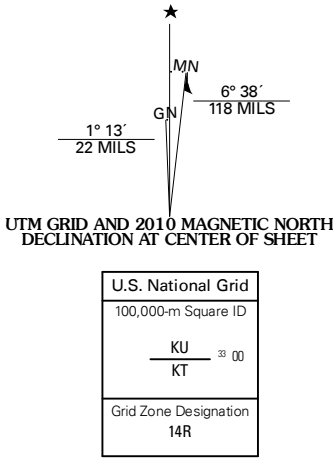 ★
MN
GN
6° 38´
118 MILS
1° 13´
22 MILS
UTM GRID AND 2010 MAGNETIC NORTH
DECLINATION AT CENTER OF SHEET
U.S. National Grid
100,000-m Square ID
KU
33 00
KT
Grid Zone Designation
14R